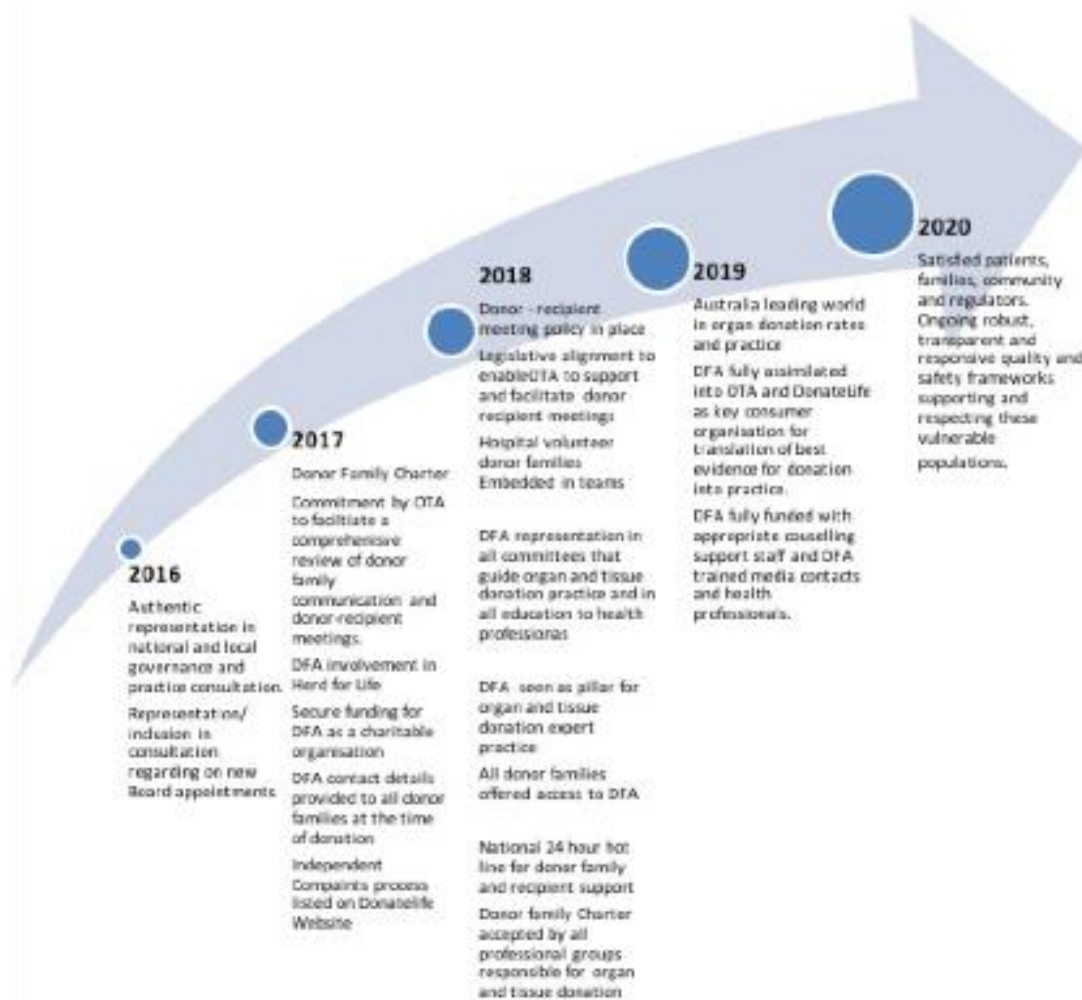 2016
Authentic
representation in
national and local
governance and
practice consultation.
Representation/
inclusion in
consultation
regarding on new
Board appointments
2017
Donor Family Charter
Commitment by OTA
to faciltiate a
comprehensive
review of donor
family
communication and
donor-recipient
meetings.
DFA involvement in
Herd for Life
Secure funding for
DFA as a charitable
organisation
DFA contact details
provided to all donor
families at the time
of donation
Independent
Compaints process
listed on Donatelife
Website
2018
Donor - recipient
meeting policy in place
Legislative alignment to
enableOTA to support
and facilitate donor
recipient meetings
Hospital volunteer
donor families
Embedded in teams
DFA representation in
all committees that
guide organ and tissue
donation practice and in
all education to health
professionas
DFA seen as pillar for
organ and tissue
donation expert
practice
All donor families
offered access to DFA
National 24 hour hot
line for donor family
and recipient support
Donor family Charter
accepted by all
professional groups
responsible for organ
and tissue donation
2019
Australia leading world
in organ donation rates
and practice
DFA fully assimilated
into OTA and DonateLife
as key consumer
organisation for
translation of best
evidence for donation
into practice.
DFA fully funded with
appropriate couselling
support staff and DFA
trained media contacts
and health
professionals.
2020
Satisfied patients,
families, community
and regulators.
Ongoing robust,
transparent and
responsive quality and
safety frameworks
supporting and
respecting these
vulnerable
populations.